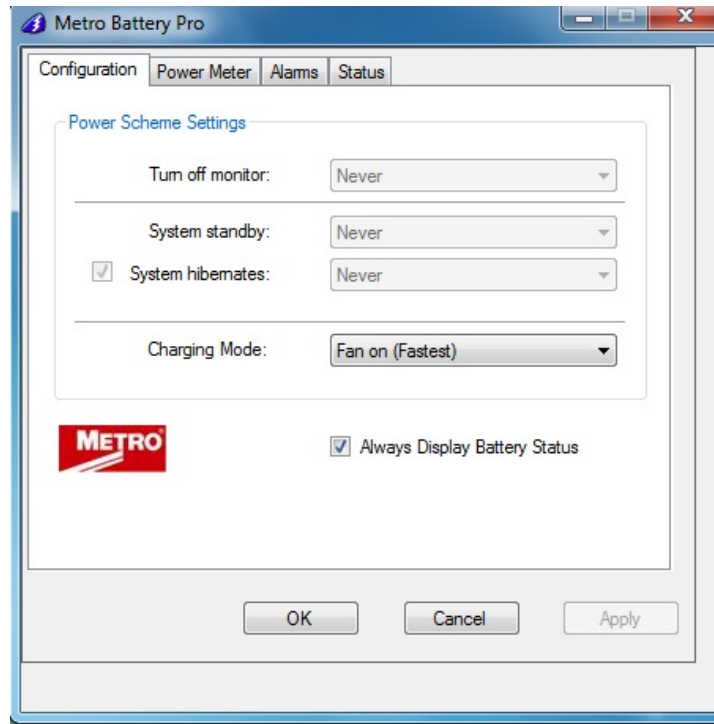 Metro Battery Pro
Configuration Power Meter Alarms Status
Power Scheme Settings
Turn off monitor: Never
System standby: Never
System hibernates: Never
Charging Mode: Fan on (Fastest)
METRO
Always Display Battery Status
OK Cancel Apply